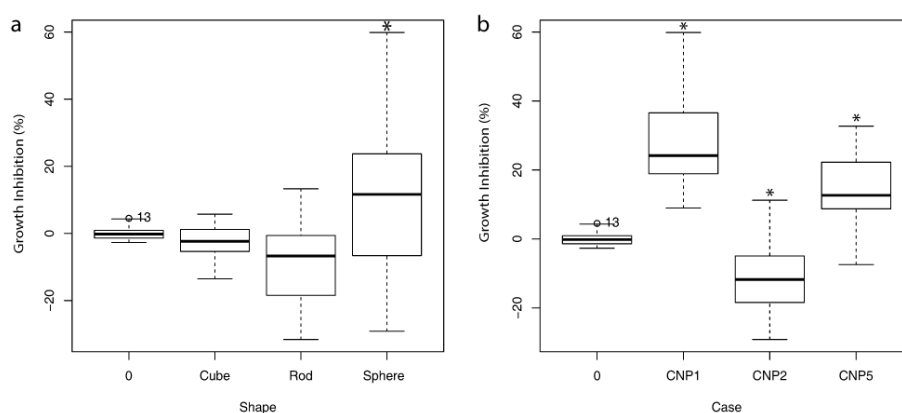 a
Growth Inhibition (%)
60
40
20
0
−20
*
13
0 Cube Rod Sphere
Shape
b
Growth Inhibition (%)
60
40
20
0
−20
*
*
*
13
0 CNP1 CNP2 CNP5
Case